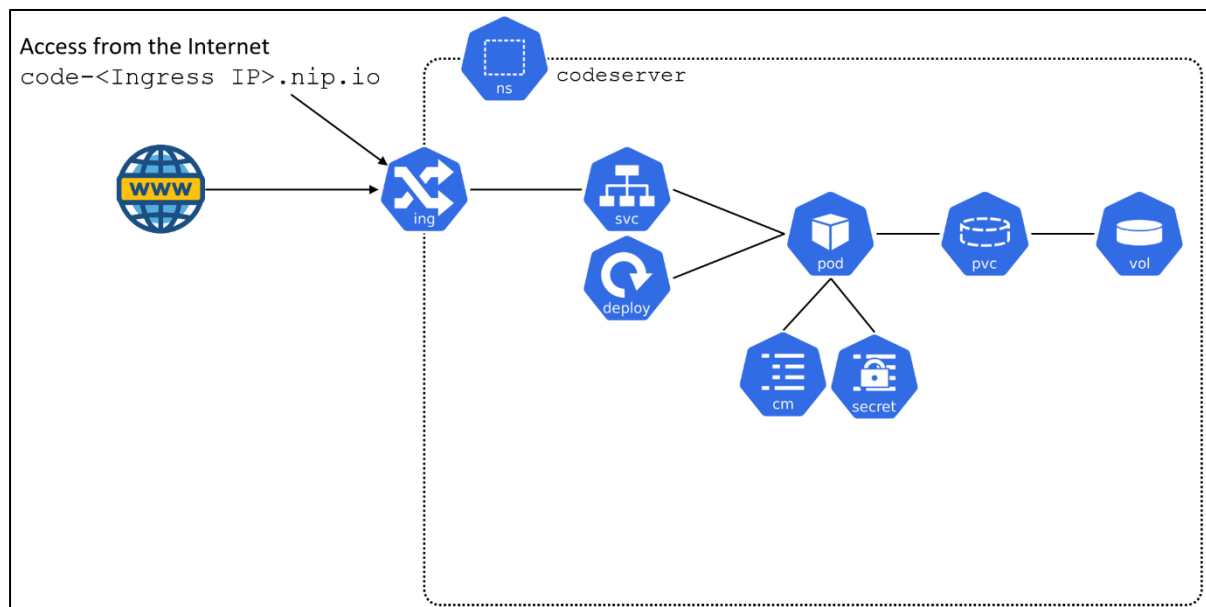 Access from the Internet
code-<Ingress IP>.nip.io
ns
codeserver
www
ing
svc
deploy
pod
pvc
vol
cm
secret